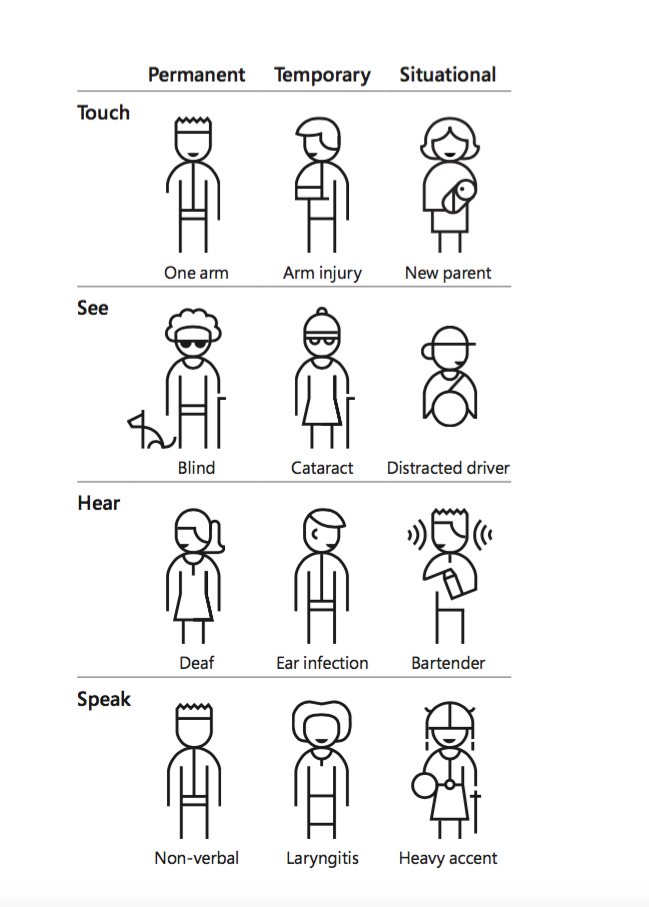 Permanent Temporary Situational
Touch
One arm Arm injury New parent
See
Blind Cataract Distracted driver
Hear
Deaf Ear infection Bartender
Speak
Non-verbal Laryngitis Heavy accent